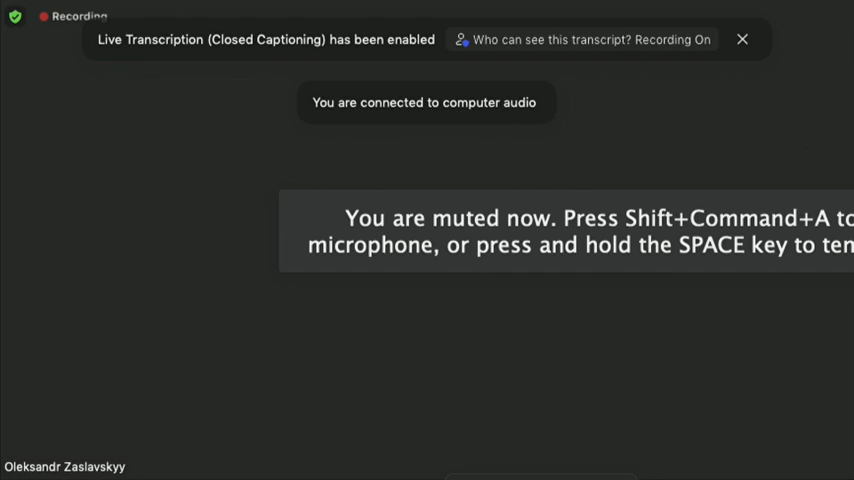 Recording
Live Transcription (Closed Captioning) has been enabled
Who can see this transcript? Recording On
You are connected to computer audio
You are muted now. Press Shift+Command+A to
microphone, or press and hold the SPACE key to tem
Oleksandr Zaslavskyy